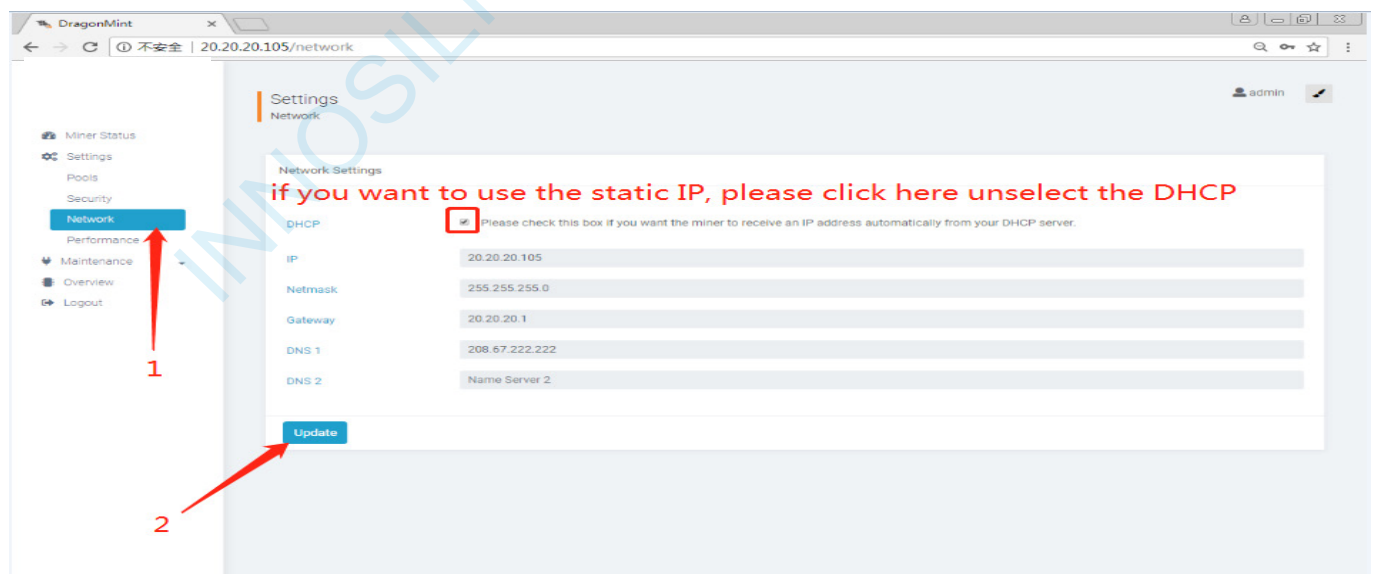 DragonMint
不安全 | 20.20.20.105/network
Settings
Network
admin
Miner Status
Settings
Pools
Security
Network
Performance
Maintenance
Overview
Logout
Network Settings
if you want to use the static IP, please click here unselect the DHCP
DHCP Please check this box if you want the miner to receive an IP address automatically from your DHCP server.
IP 20.20.20.105
Netmask 255.255.255.0
Gateway 20.20.20.1
DNS 1 208.67.222.222
DNS 2 Name Server 2
Update
1
2
INNOSIL